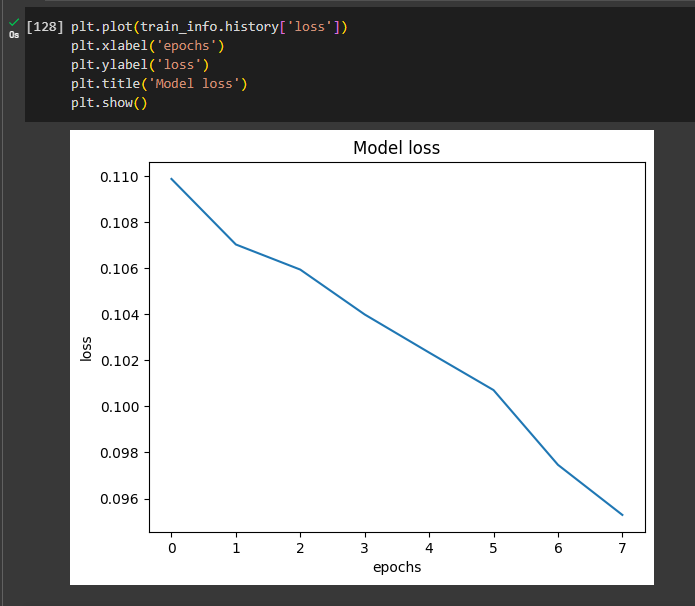 [128] plt.plot(train_info.history['loss'])
0s
plt.xlabel('epochs')
plt.ylabel('loss')
plt.title('Model loss')
plt.show()
Model loss
0.110
0.108
0.106
0.104
0.102
0.100
0.098
0.096
loss
0 1 2 3 4 5 6 7
epochs